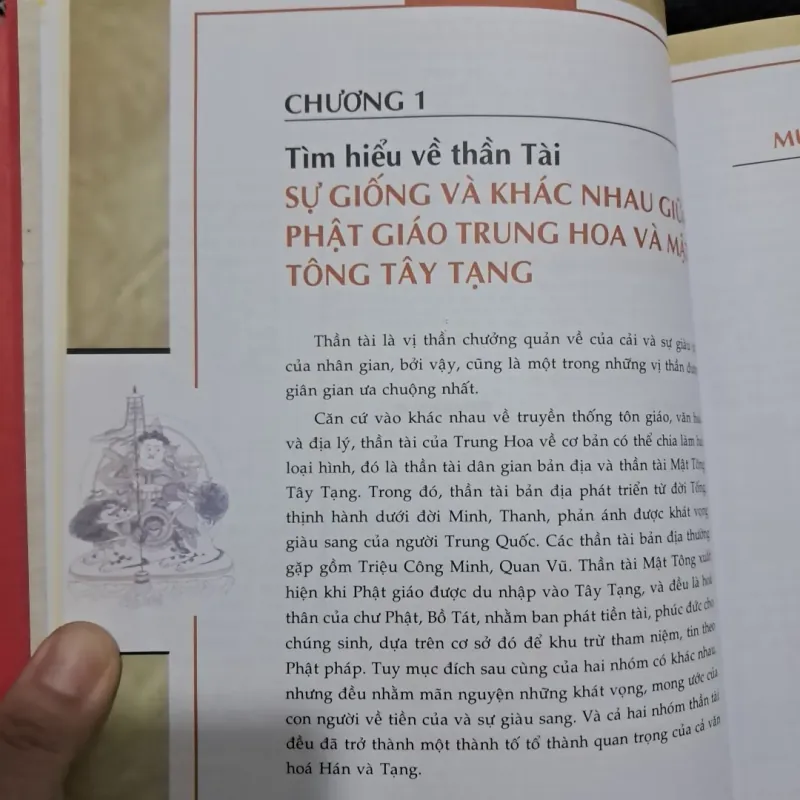 CHƯƠNG 1
Tìm hiểu về thần Tài
SỰ GIỐNG VÀ KHÁC NHAU GIỮA
PHẬT GIÁO TRUNG HOA VÀ MẬT
TÔNG TÂY TẠNG
Thần tài là vị thần chưởng quản về của cải và sự giàu
của nhân gian, bởi vậy, cũng là một trong những vị thần được
giân gian ưa chuộng nhất.
Căn cứ vào khác nhau về truyền thống tôn giáo, văn hoá
và địa lý, thần tài của Trung Hoa về cơ bản có thể chia làm hai
loại hình, đó là thần tài dân gian bản địa và thần tài Mật Tông
Tây Tạng. Trong đó, thần tài bản địa phát triển từ đời Tống,
thịnh hành dưới đời Minh, Thanh, phản ánh được khát vọng
giàu sang của người Trung Quốc. Các thần tài bản địa thường
gặp gồm Triệu Công Minh, Quan Vũ. Thần tài Mật Tông xuất
hiện khi Phật giáo được du nhập vào Tây Tạng, và đều là hoá
thân của chư Phật, Bồ Tát, nhằm ban phát tiền tài, phúc đức cho
chúng sinh, dựa trên cơ sở đó để khu trừ tham niệm, tin theo
Phật pháp. Tuy mục đích sau cùng của hai nhóm có khác nhau,
nhưng đều nhằm mãn nguyện những khát vọng, mong ước của
con người về tiền của và sự giàu sang. Và cả hai nhóm thần tài
đều đã trở thành một thành tố tổ thành quan trọng của cả văn
hoá Hán và Tạng.